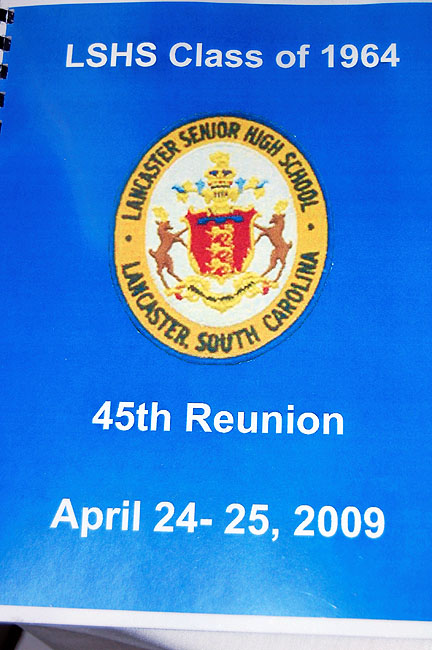 LSHS Class of 1964
LANCASTER SENIOR HIGH SCHOOL
LANCASTER, SOUTH CAROLINA
45th Reunion
April 24- 25, 2009